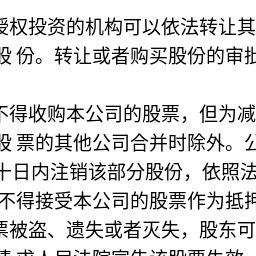 授权投资的机构可以依法转让其
股 份。转让或者购买股份的审批
不得收购本公司的股票，但为减
股 票的其他公司合并时除外。公
十日内注销该部分股份，依照法
不得接受本公司的股票作为抵押
票被盗、遗失或者灭失，股东可